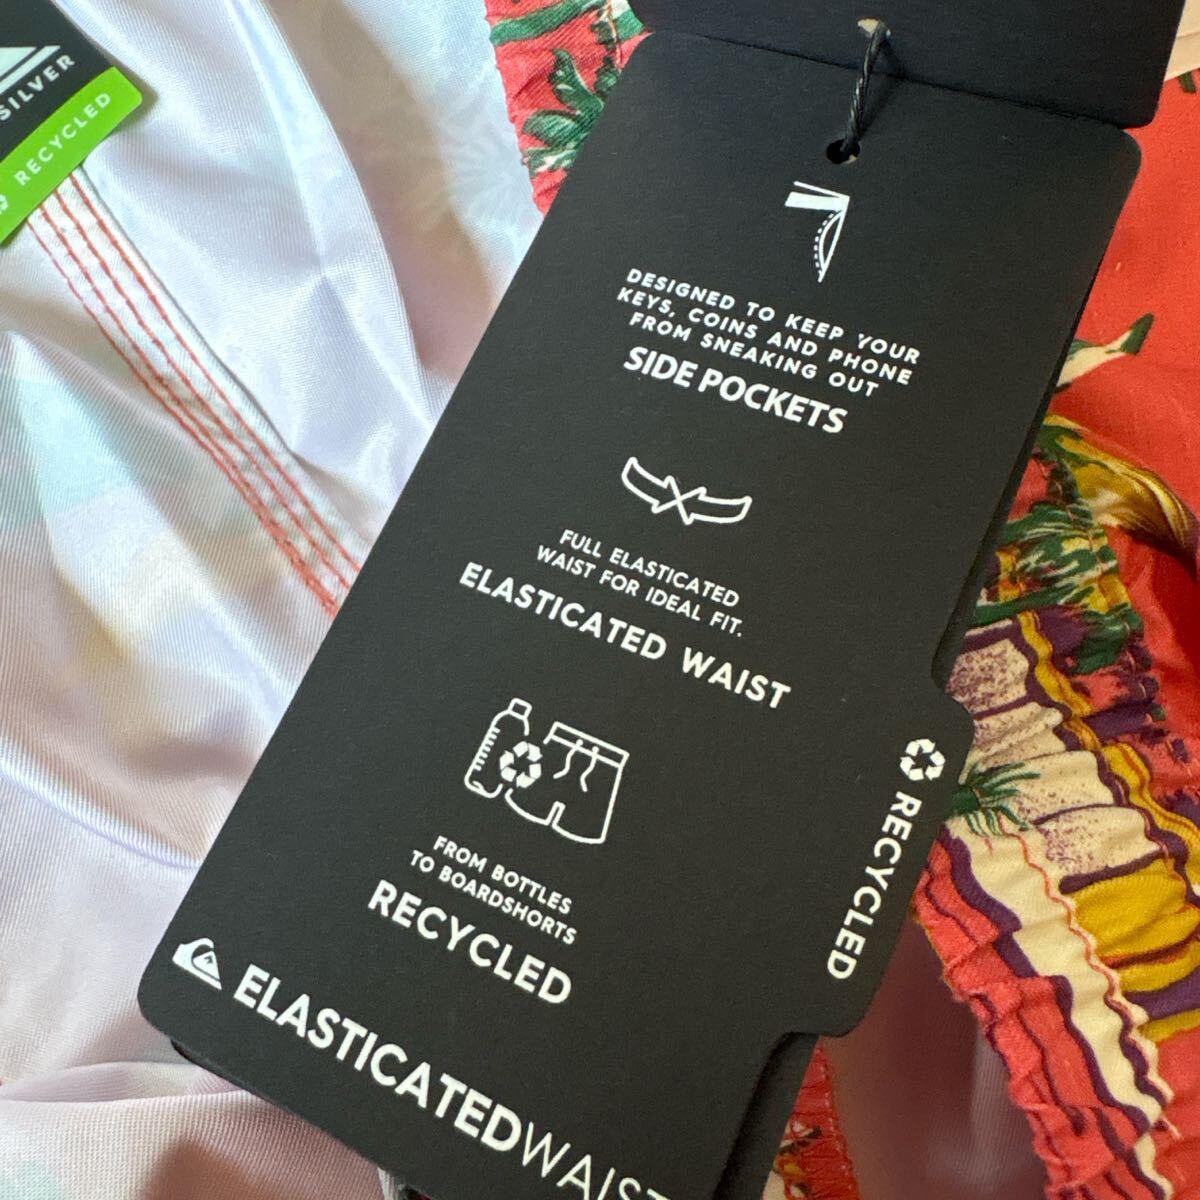 SILVER
RECYCLED
DESIGNED TO KEEP YOUR
KEYS, COINS AND PHONE
FROM SNEAKING OUT
SIDE POCKETS
FULL ELASTICATED
WAIST FOR IDEAL FIT.
ELASTICATED WAIST
FROM BOTTLES
TO BOARDSHORTS
RECYCLED
RECYCLED
ELASTICATEDWAIST